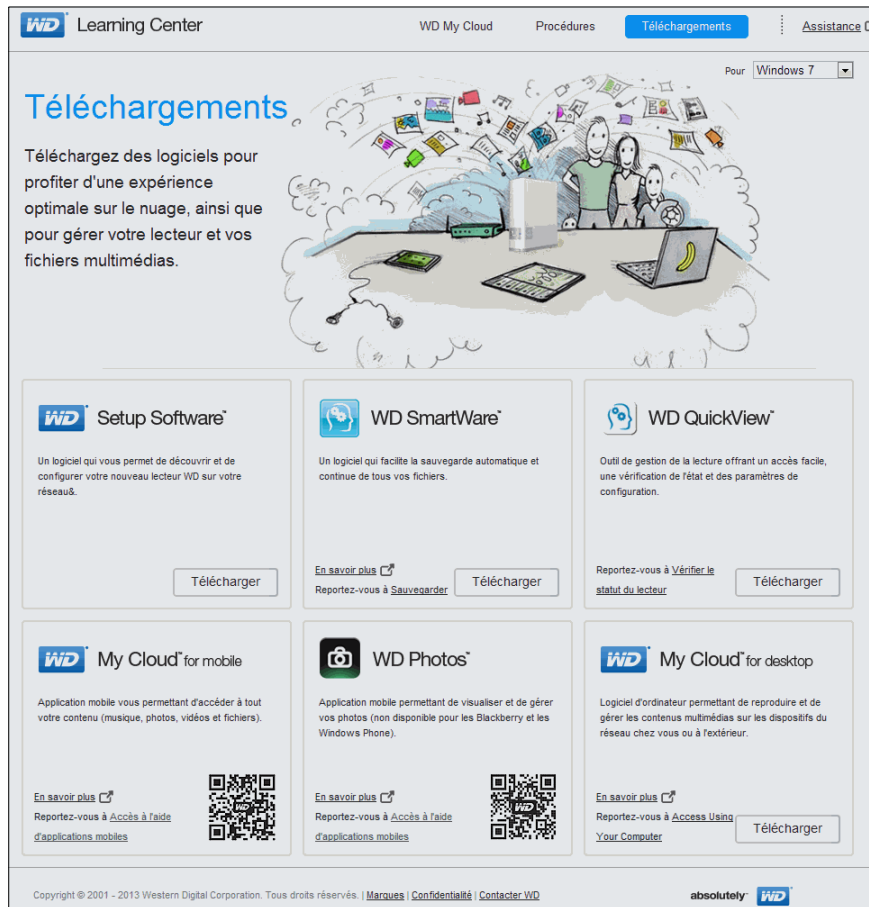 WD Learning Center
WD My Cloud
Procédures
Téléchargements
Assistance
Pour Windows 7
Téléchargements
Téléchargez des logiciels pour
profiter d'une expérience
optimale sur le nuage, ainsi que
pour gérer votre lecteur et vos
fichiers multimédias.
WD Setup Software™
Un logiciel qui vous permet de découvrir et de
configurer votre nouveau lecteur WD sur votre
réseau&.
Télécharger
WD SmartWare™
Un logiciel qui facilite la sauvegarde automatique et
continue de tous vos fichiers.
En savoir plus
Reportez-vous à Sauvegarder
Télécharger
WD QuickView™
Outil de gestion de la lecture offrant un accès facile,
une vérification de l'état et des paramètres de
configuration.
Reportez-vous à Vérifier le
statut du lecteur
Télécharger
WD My Cloud™ for mobile
Application mobile vous permettant d'accéder à tout
votre contenu (musique, photos, vidéos et fichiers).
En savoir plus
Reportez-vous à Accès à l'aide
d'applications mobiles
WD
WD Photos™
Application mobile permettant de visualiser et de gérer
vos photos (non disponible pour les Blackberry et les
Windows Phone).
En savoir plus
Reportez-vous à Accès à l'aide
d'applications mobiles
WD
WD My Cloud™ for desktop
Logiciel d'ordinateur permettant de reproduire et de
gérer les contenus multimédias sur les dispositifs du
réseau chez vous ou à l'extérieur.
En savoir plus
Reportez-vous à Access Using
Your Computer
Télécharger
Copyright © 2001 - 2013 Western Digital Corporation. Tous droits réservés. | Marques | Confidentialité | Contacter WD
absolutely™ WD